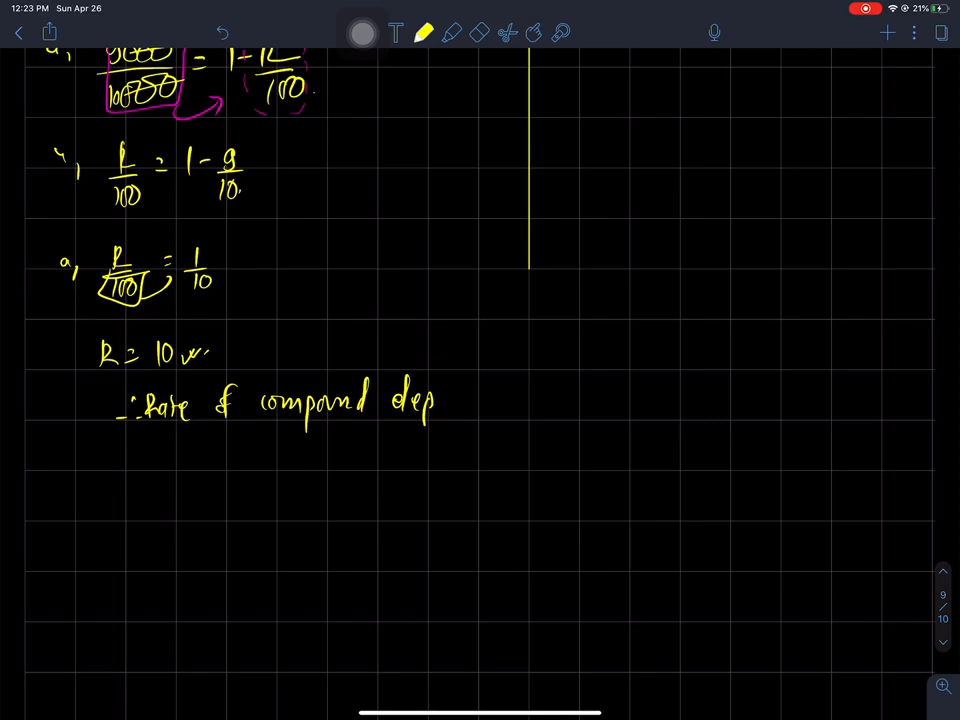 12:23 PM Sun Apr 26
21%
T
= 1 - R/100
R/100 = 1 - 9/10
R/100 = 1/10
R = 10
∴ Rate of compound dep
9
/
10